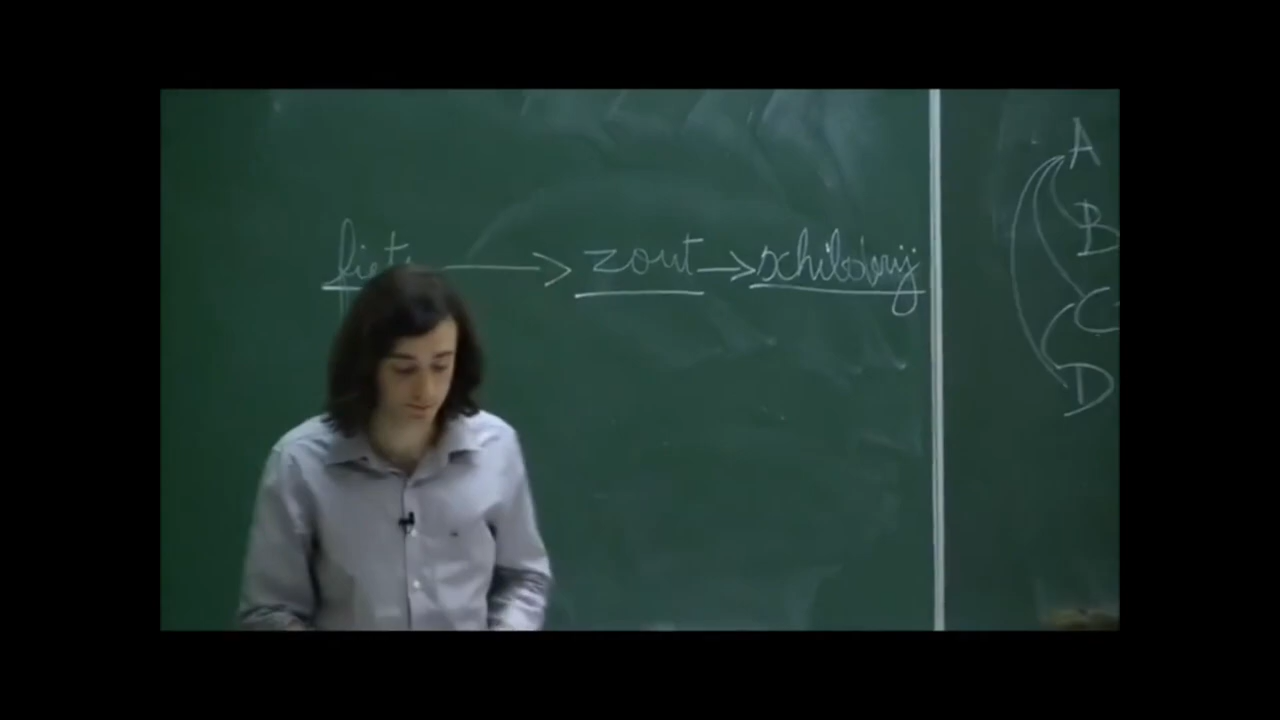 fiets → zout → schilderij
A
B
C
D